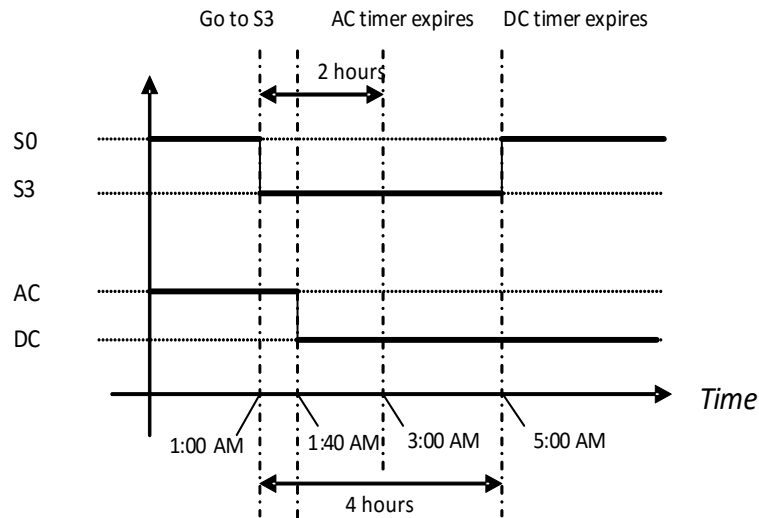 Go to S3 AC timer expires DC timer expires
2 hours
S0
S3
AC
DC
Time
1:00 AM 1:40 AM 3:00 AM 5:00 AM
4 hours